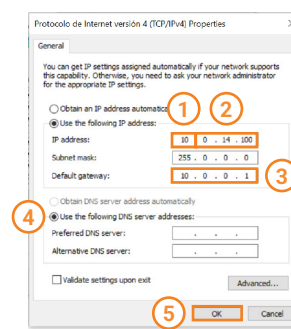 Protocolo de Internet versión 4 (TCP/IPv4) Properties
General
You can get IP settings assigned automatically if your network supports
this capability. Otherwise, you need to ask your network administrator
for the appropriate IP settings.
Obtain an IP address automatica
1 2
Use the following IP address:
IP address: 10 0 . 14 . 100
Subnet mask: 255 . 0 . 0 . 0
Default gateway: 10 . 0 . 0 . 1
3
Obtain DNS server address automatically
4
Use the following DNS server addresses:
Preferred DNS server: . . .
Alternative DNS server: . . .
Validate settings upon exit
Advanced...
5 OK Cancel